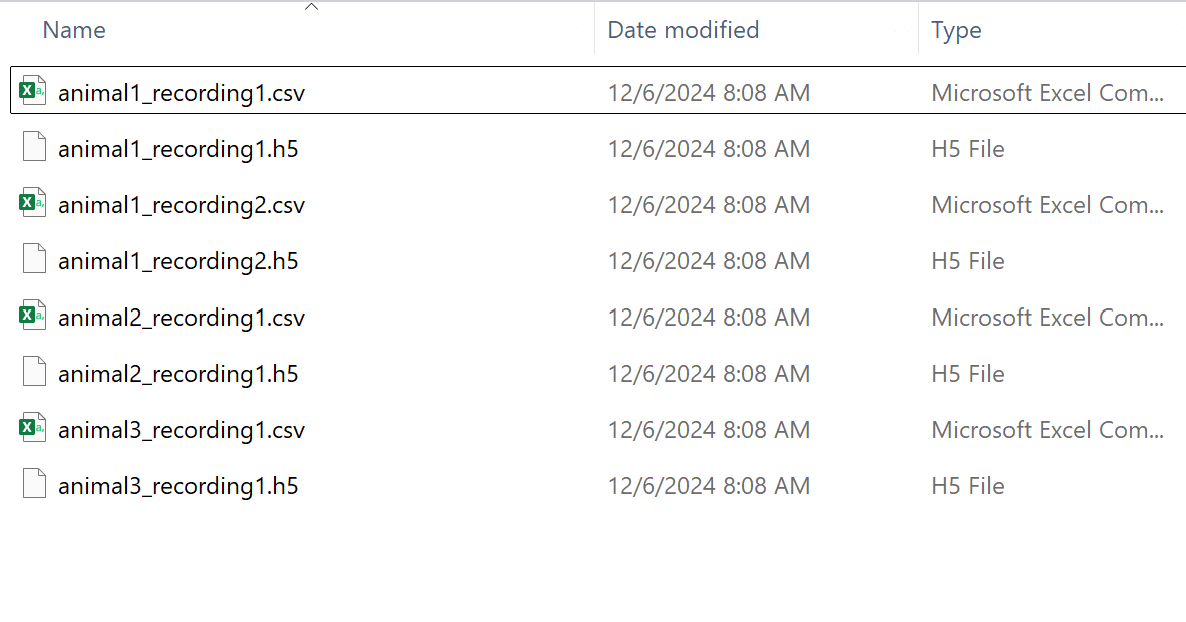 Name Date modified Type
animal1_recording1.csv 12/6/2024 8:08 AM Microsoft Excel Com...
animal1_recording1.h5 12/6/2024 8:08 AM H5 File
animal1_recording2.csv 12/6/2024 8:08 AM Microsoft Excel Com...
animal1_recording2.h5 12/6/2024 8:08 AM H5 File
animal2_recording1.csv 12/6/2024 8:08 AM Microsoft Excel Com...
animal2_recording1.h5 12/6/2024 8:08 AM H5 File
animal3_recording1.csv 12/6/2024 8:08 AM Microsoft Excel Com...
animal3_recording1.h5 12/6/2024 8:08 AM H5 File